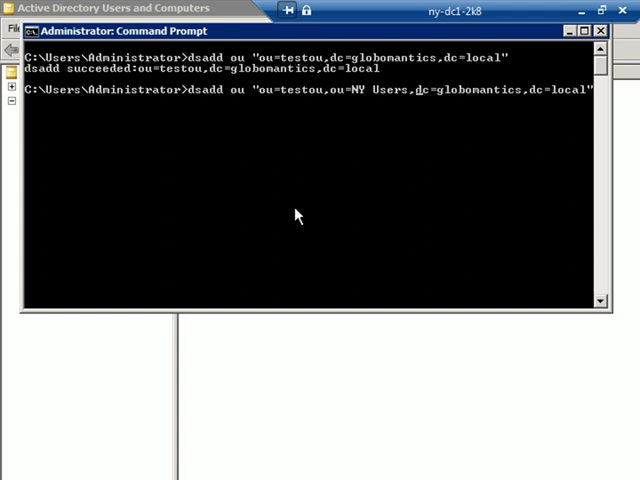 Active Directory Users and Computers
ny-dc1-2k8
Administrator: Command Prompt
C:\Users\Administrator>dsadd ou "ou=testou,dc=globomantics,dc=local"
dsadd succeeded:ou=testou,dc=globomantics,dc=local
C:\Users\Administrator>dsadd ou "ou=testou,ou=NY Users,dc=globomantics,dc=local"